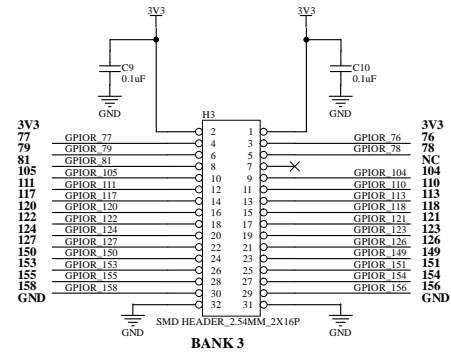 3V3 3V3
C9 C10
0.1uF 0.1uF
GND GND
H3
3V3 2 1 3V3
77 GPIOR_77 4 3 GPIOR_76 76
79 GPIOR_79 6 5 GPIOR_78 78
81 GPIOR_81 8 7 NC
105 GPIOR_105 10 9 GPIOR_104 104
111 GPIOR_111 12 11 GPIOR_110 110
117 GPIOR_117 14 13 GPIOR_113 113
120 GPIOR_120 16 15 GPIOR_118 118
122 GPIOR_122 18 17 GPIOR_121 121
124 GPIOR_124 20 19 GPIOR_123 123
127 GPIOR_127 22 21 GPIOR_126 126
150 GPIOR_150 24 23 GPIOR_149 149
153 GPIOR_153 26 25 GPIOR_151 151
155 GPIOR_155 28 27 GPIOR_154 154
158 GPIOR_158 30 29 GPIOR_156 156
GND 32 31 GND
GND GND
SMD HEADER_2.54MM_2X16P
BANK 3